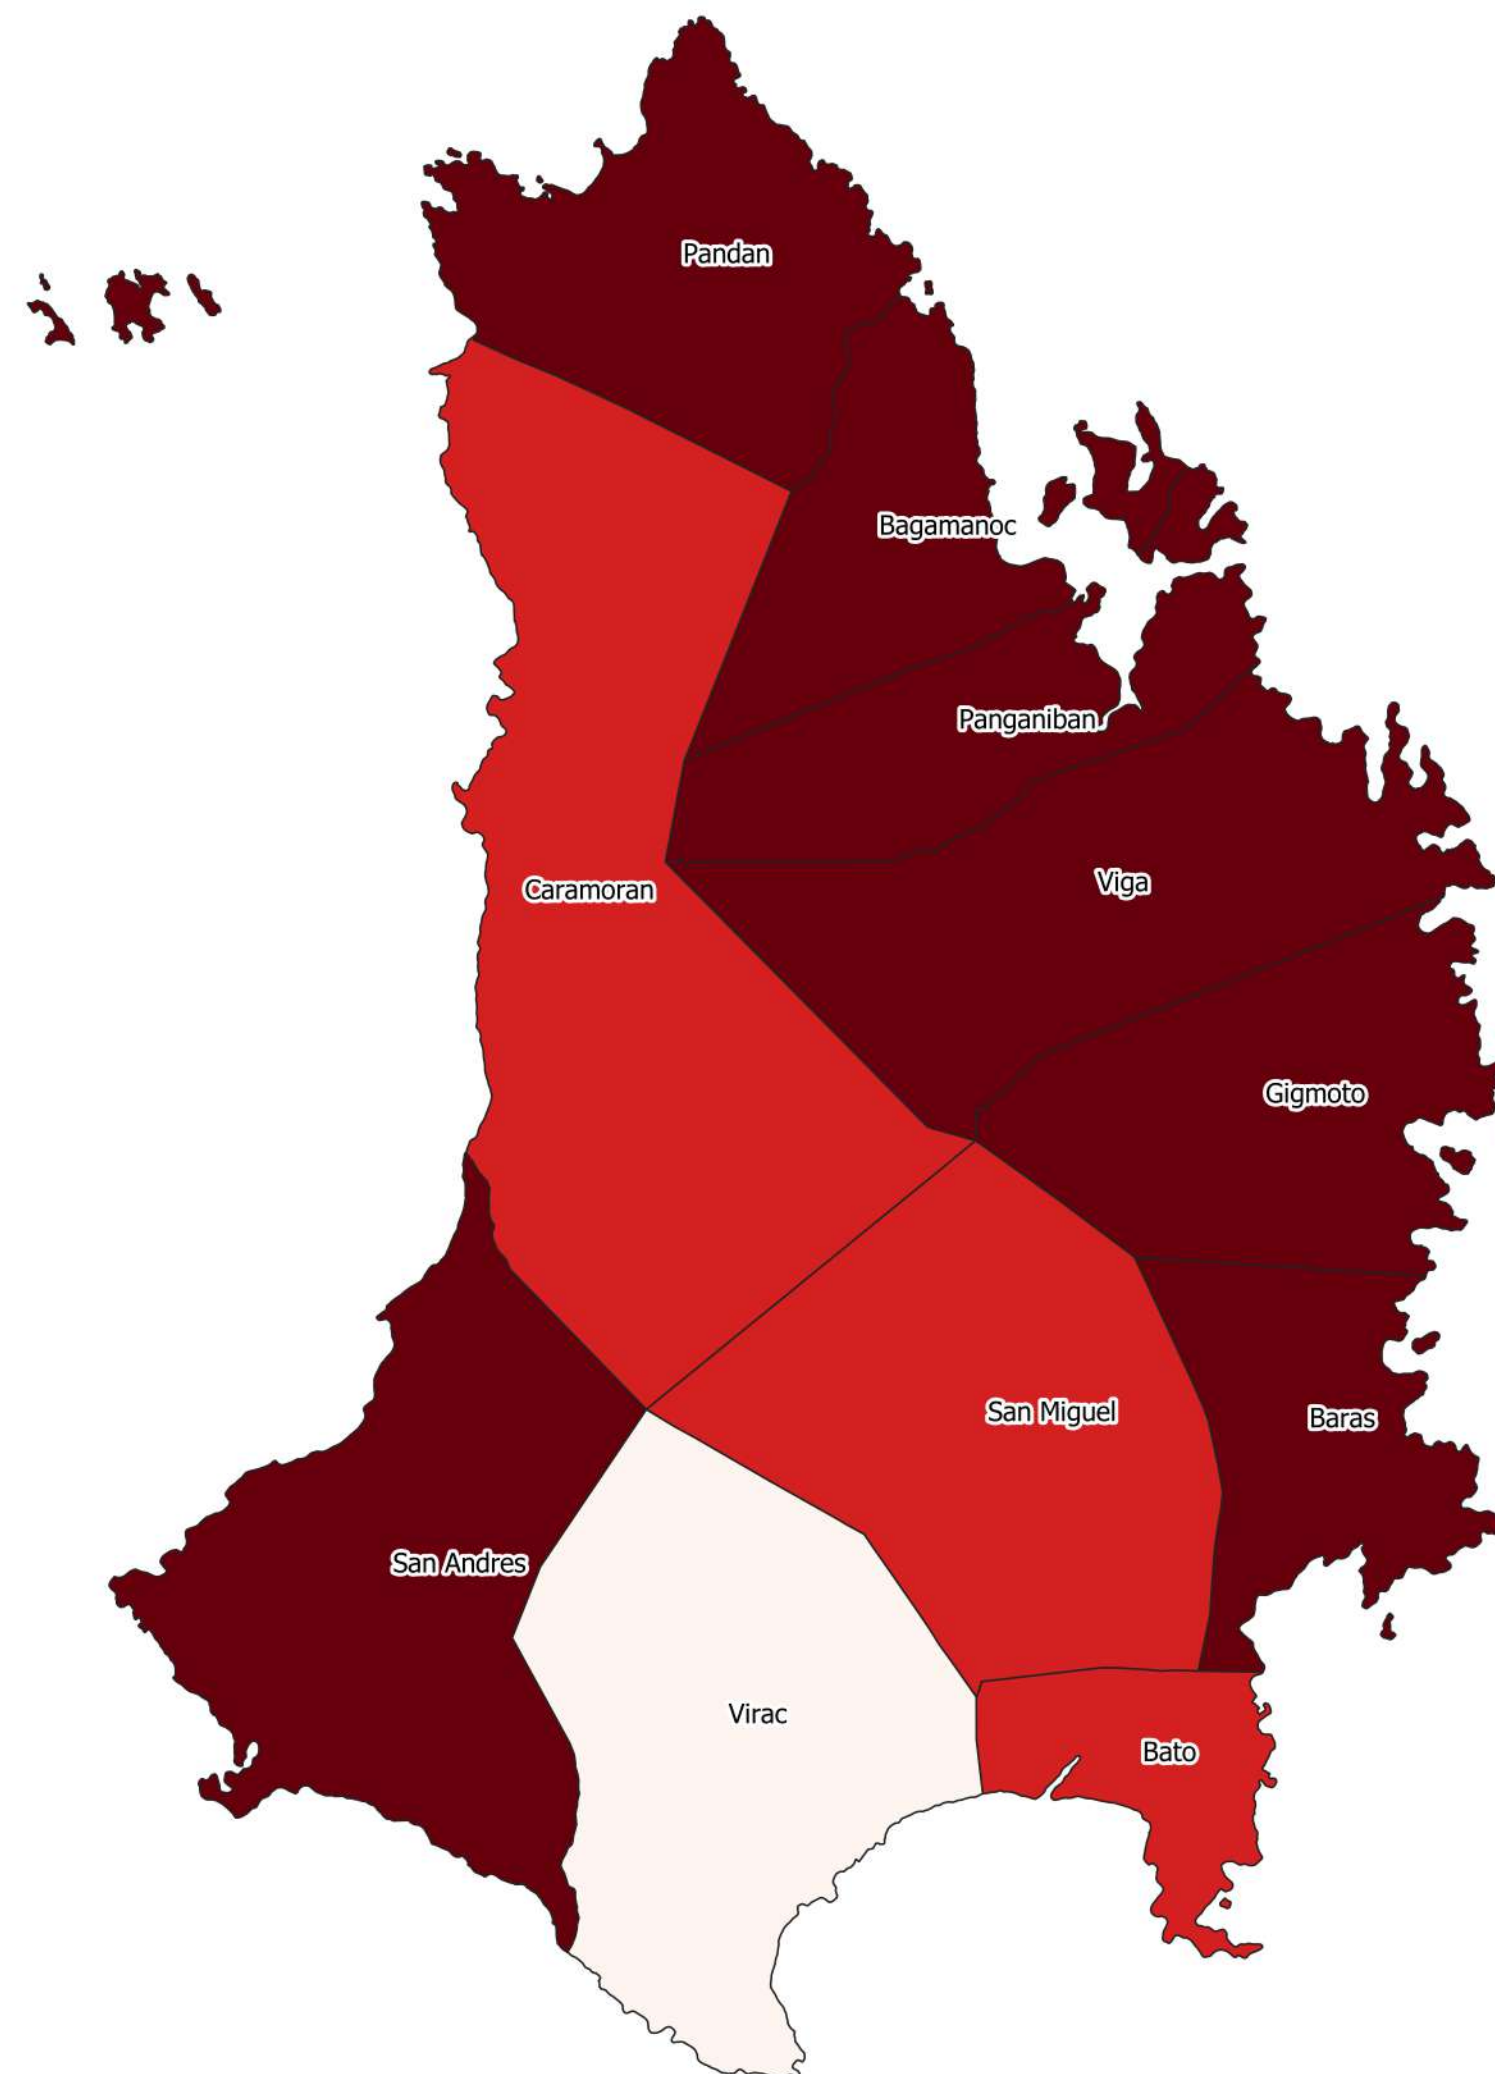 Pandan
Bagamanoc
Panganiban
Viga
Caramoran
Gigmoto
San Miguel
Baras
San Andres
Virac
Bato